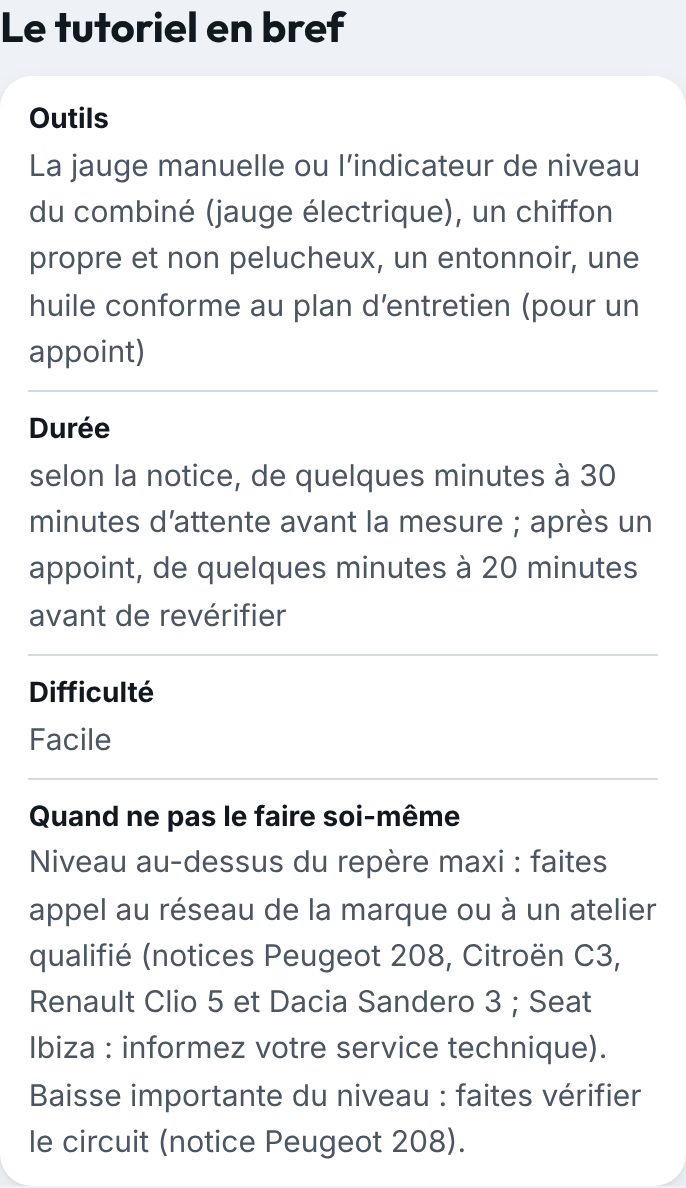 Le tutoriel en bref
Outils
La jauge manuelle ou l’indicateur de niveau
du combiné (jauge électrique), un chiffon
propre et non pelucheux, un entonnoir, une
huile conforme au plan d’entretien (pour un
appoint)
Durée
selon la notice, de quelques minutes à 30
minutes d’attente avant la mesure ; après un
appoint, de quelques minutes à 20 minutes
avant de revérifier
Difficulté
Facile
Quand ne pas le faire soi-même
Niveau au-dessus du repère maxi : faites
appel au réseau de la marque ou à un atelier
qualifié (notices Peugeot 208, Citroën C3,
Renault Clio 5 et Dacia Sandero 3 ; Seat
Ibiza : informez votre service technique).
Baisse importante du niveau : faites vérifier
le circuit (notice Peugeot 208).